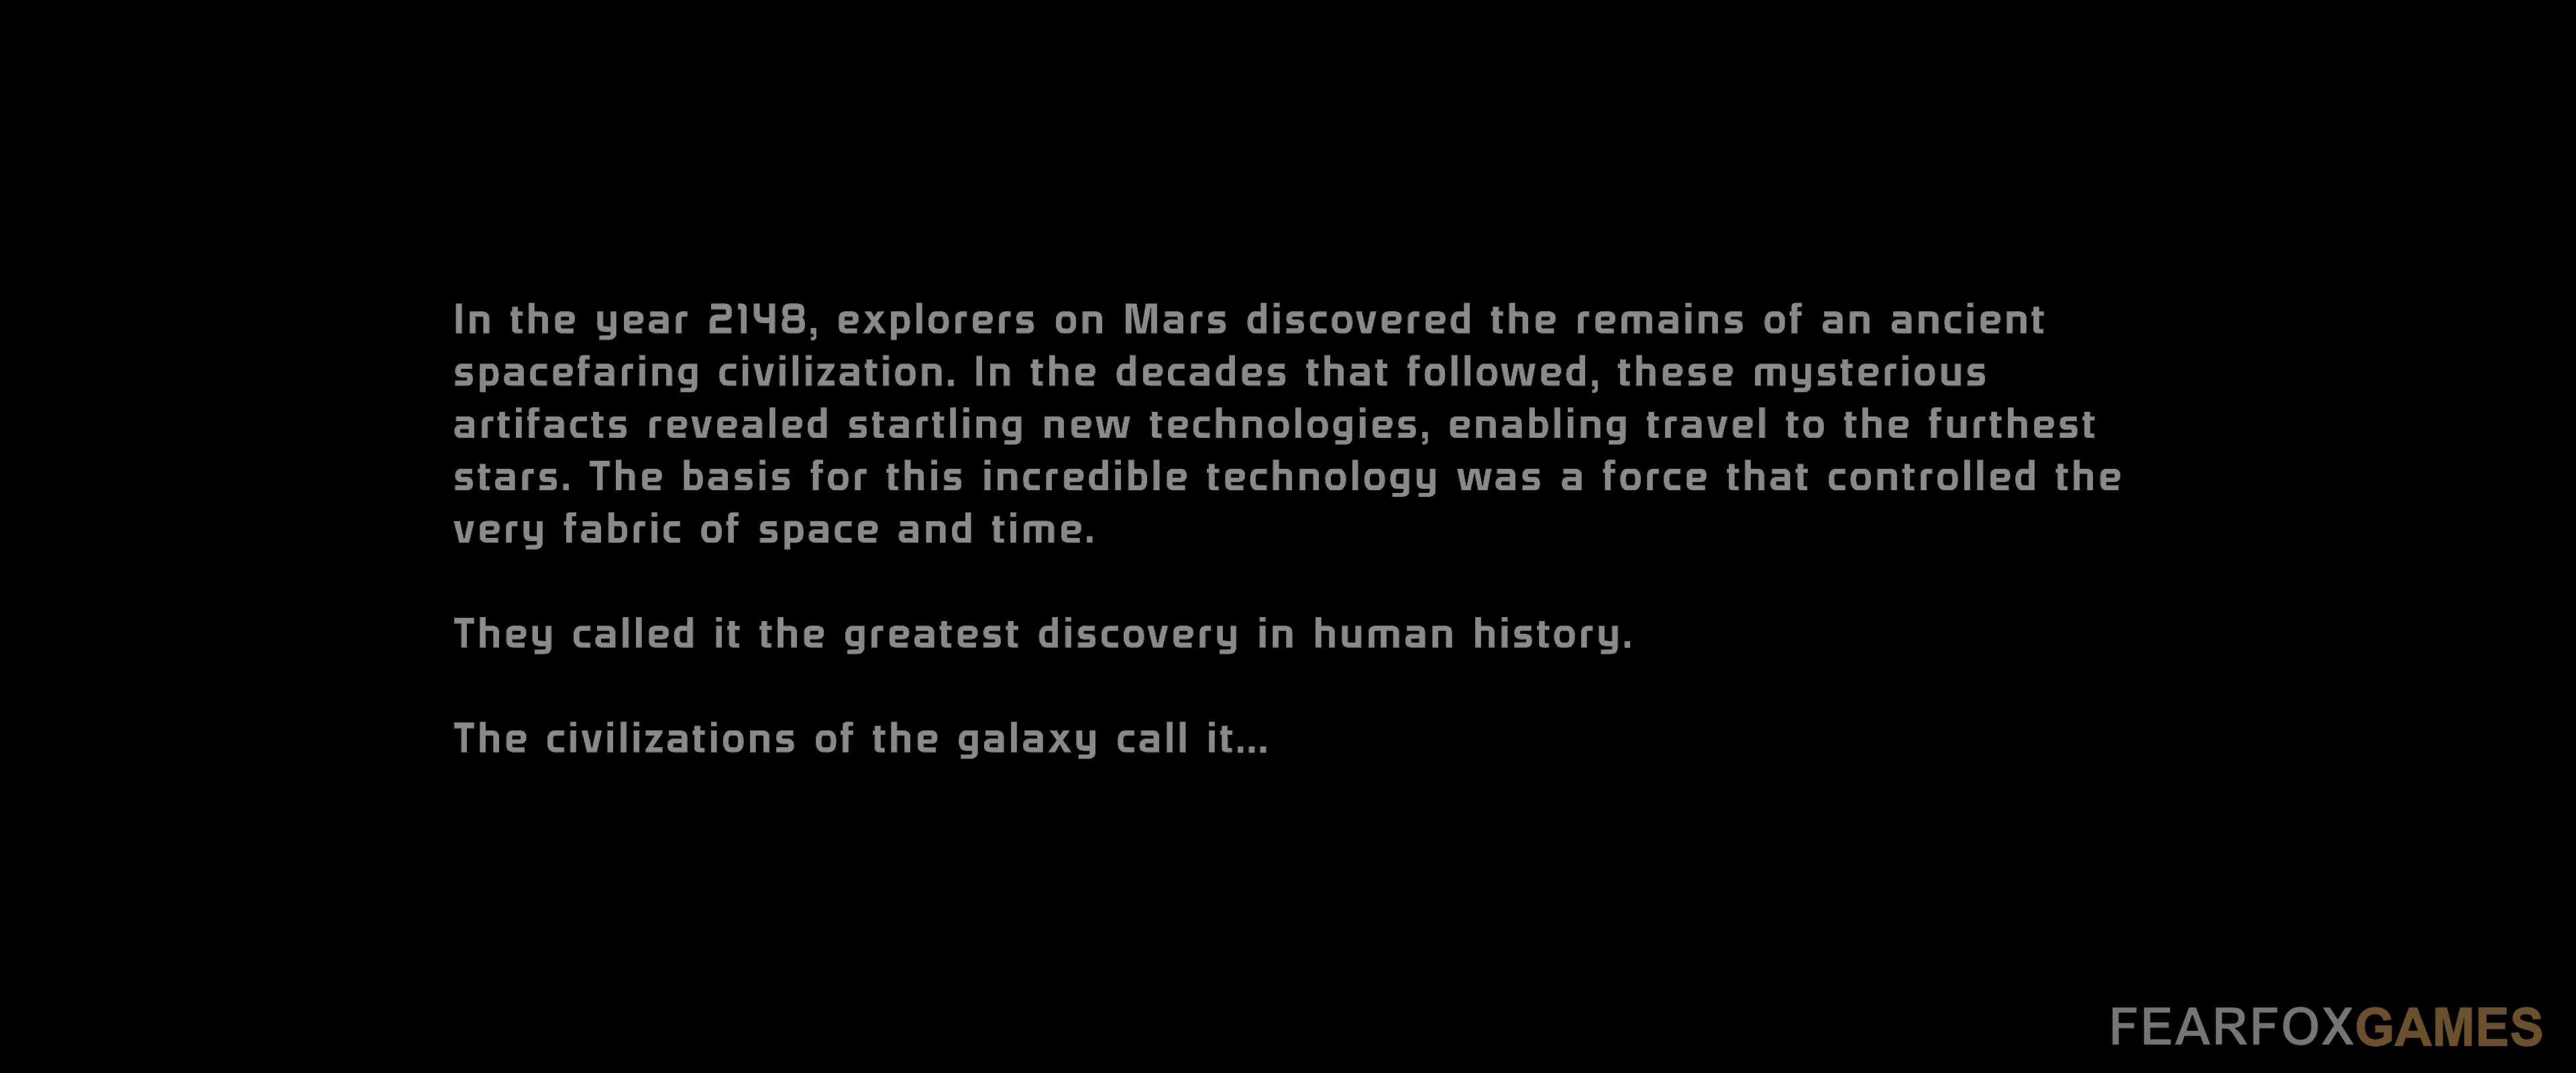 In the year 2148, explorers on Mars discovered the remains of an ancient
spacefaring civilization. In the decades that followed, these mysterious
artifacts revealed startling new technologies, enabling travel to the furthest
stars. The basis for this incredible technology was a force that controlled the
very fabric of space and time.
They called it the greatest discovery in human history.
The civilizations of the galaxy call it...
FEARFOXGAMES